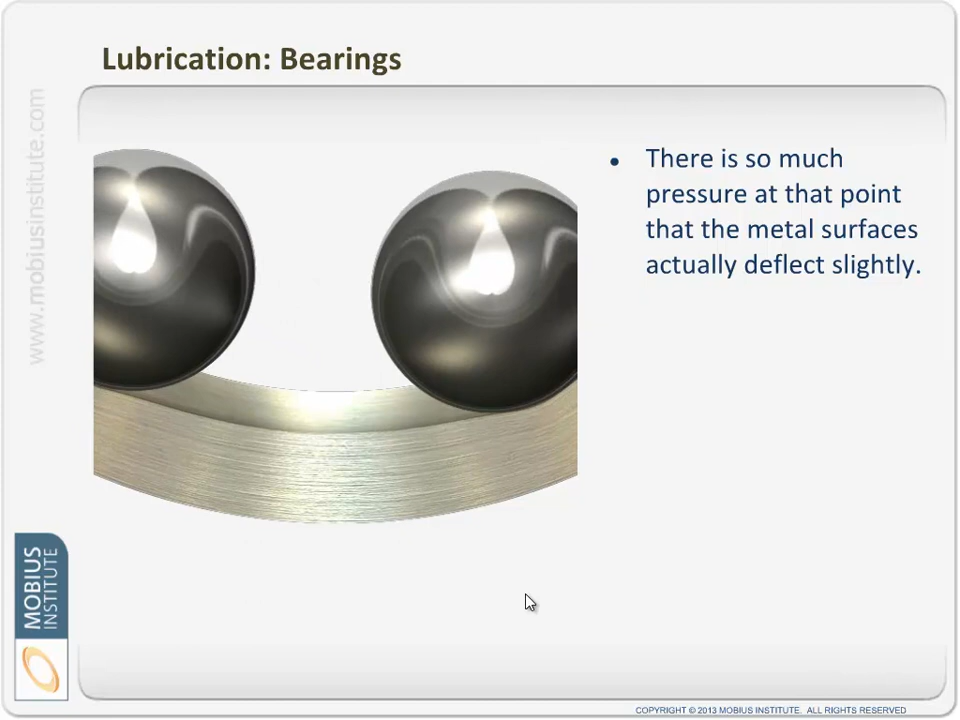 Lubrication: Bearings
www.mobiusinstitute.com
● There is so much
pressure at that point
that the metal surfaces
actually deflect slightly.
MOBIUS
INSTITUTE
COPYRIGHT © 2013 MOBIUS INSTITUTE. ALL RIGHTS RESERVED